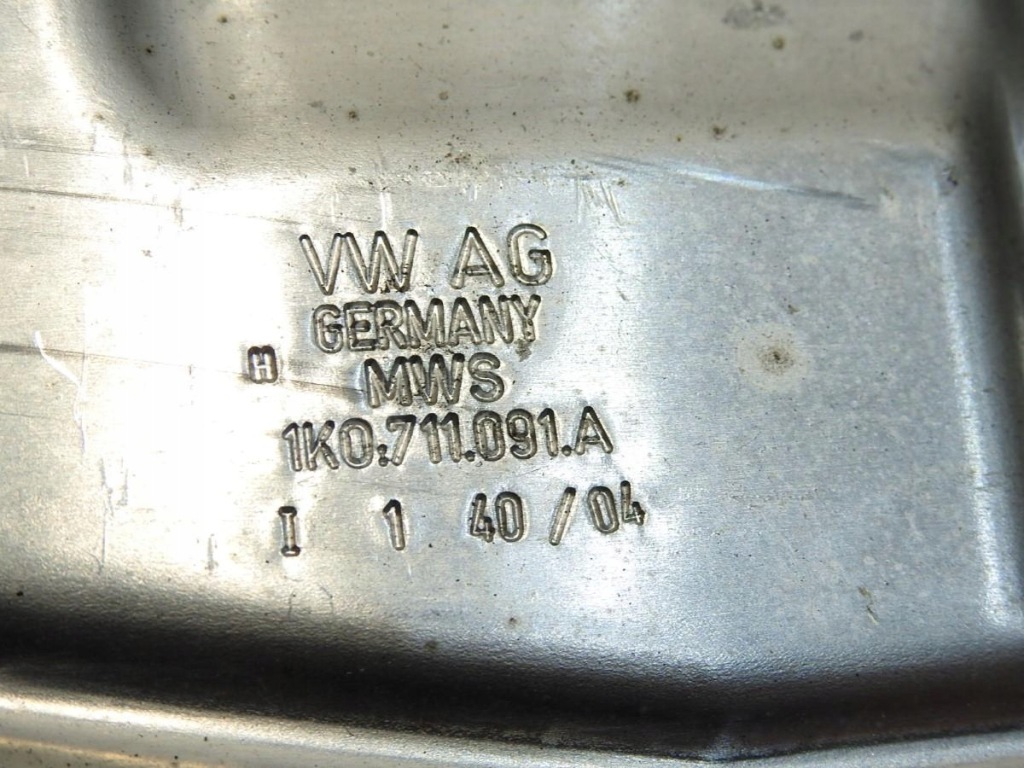 VW AG
GERMANY
H MWS
1K0.711.091.A
I 1 40/04